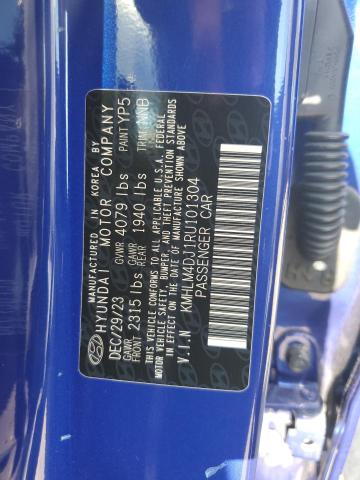 MANUFACTURED IN KOREA BY
HYUNDAI MOTOR COMPANY
DEC/29/23 GVWR 4079 lbs PAINT YP5
GAWR FRONT 2315 lbs GAWR REAR 1940 lbs TRIM NNB
THIS VEHICLE CONFORMS TO ALL APPLICABLE U.S.A. FEDERAL
MOTOR VEHICLE SAFETY, BUMPER, AND THEFT PREVENTION STANDARDS
IN EFFECT ON THE DATE OF MANUFACTURE SHOWN ABOVE
V.I.N KMHLM4DJ1RU101304
PASSENGER CAR